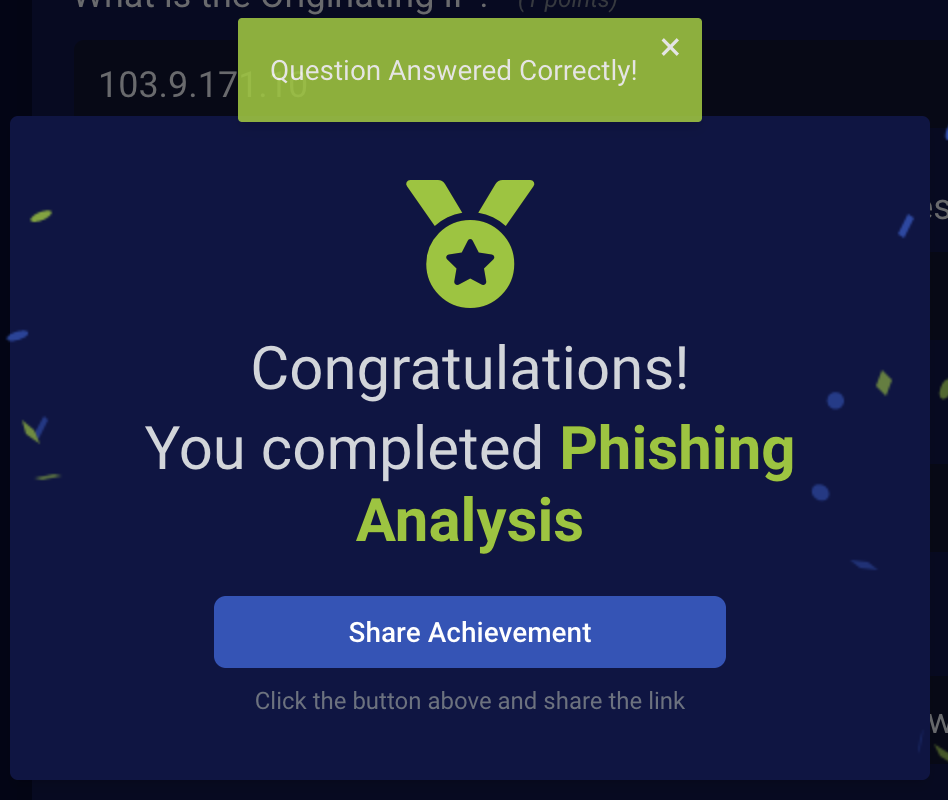 What is the Originating IP? (1 points)
Question Answered Correctly!
×
103.9.171.10
Congratulations!
You completed Phishing
Analysis
Share Achievement
Click the button above and share the link
es
w